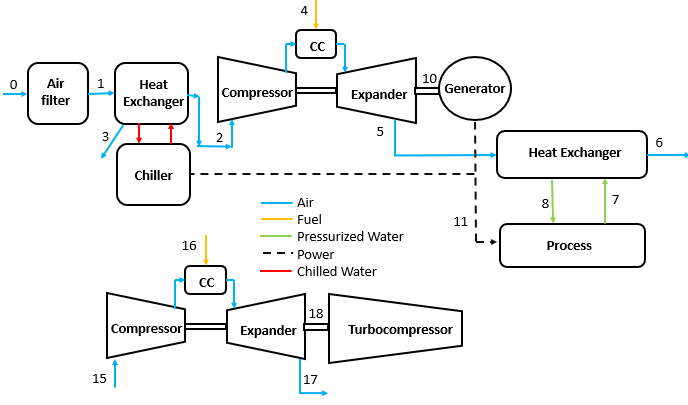 4
CC
0
Air
filter
1
Heat
Exchanger
Compressor
Expander
10
Generator
3
2
5
Chiller
Heat Exchanger
6
8
7
Air
Fuel
Pressurized Water
Power
Chilled Water
11
Process
16
CC
Compressor
Expander
18
Turbocompressor
15
17